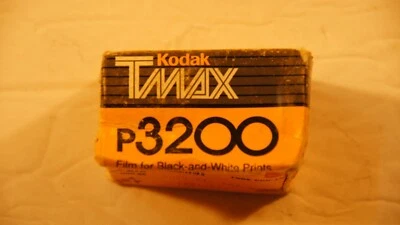 Kodak
TMAX
P3200
Film for Black-and-White Prints